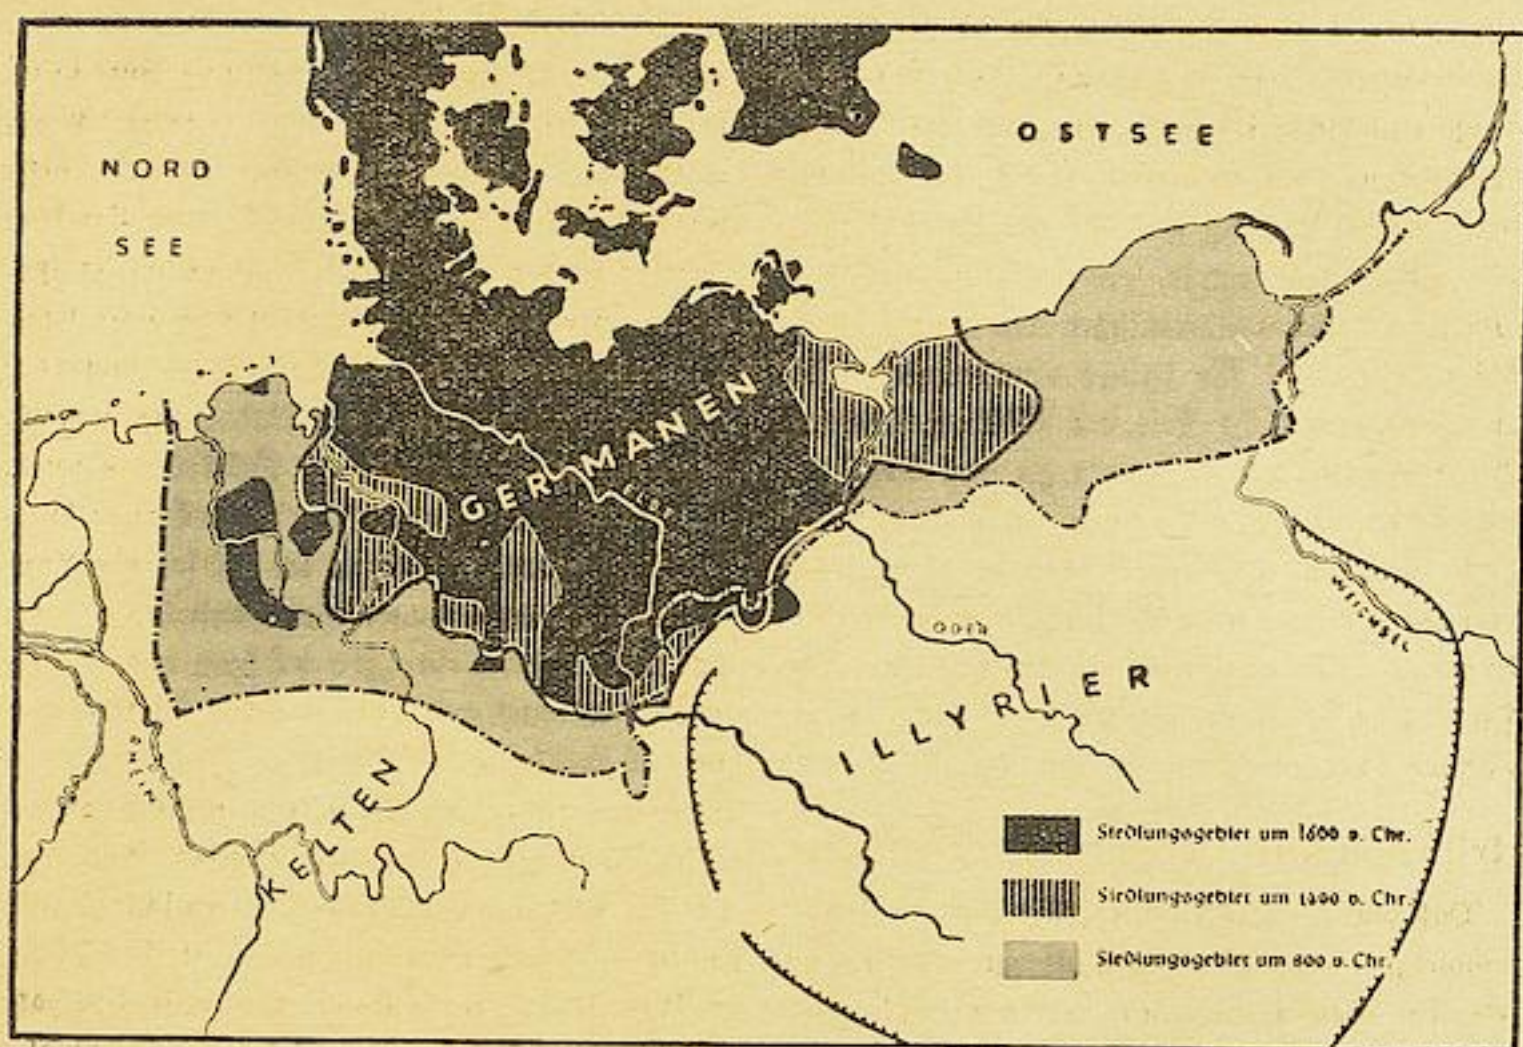 NORD
SEE
OSTSEE
GERMANEN
ELBE
ODER
WEICHSEL
ILLYRIER
RHEIN
KELTEN
Siedlungsgebiet um 1600 v. Chr.
Siedlungsgebiet um 1400 v. Chr.
Siedlungsgebiet um 800 v. Chr.